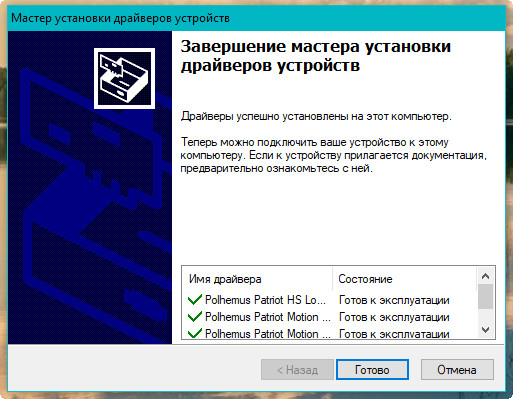 Мастер установки драйверов устройств
Завершение мастера установки
драйверов устройств
Драйверы успешно установлены на этот компьютер.
Теперь можно подключить ваше устройство к этому
компьютеру. Если к устройству прилагается документация,
предварительно ознакомьтесь с ней.
Имя драйвера Состояние
Polhemus Patriot HS Lo... Готов к эксплуатации
Polhemus Patriot Motion ... Готов к эксплуатации
Polhemus Patriot Motion ... Готов к эксплуатации
< Назад Готово Отмена